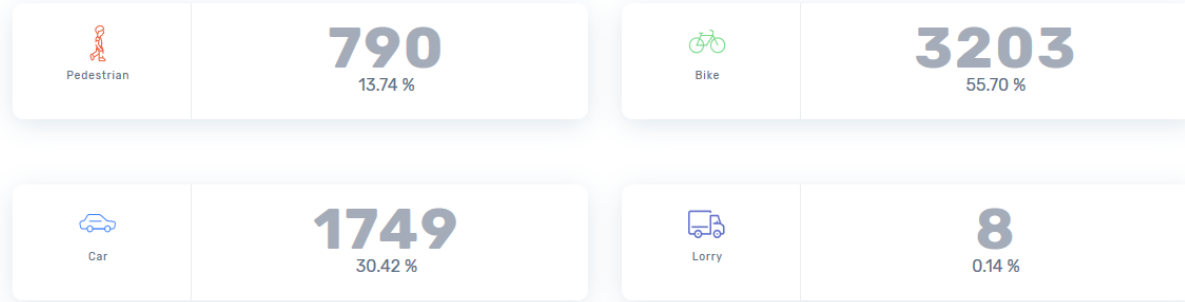 790
Pedestrian
13.74 %
3203
Bike
55.70 %
1749
Car
30.42 %
8
Lorry
0.14 %